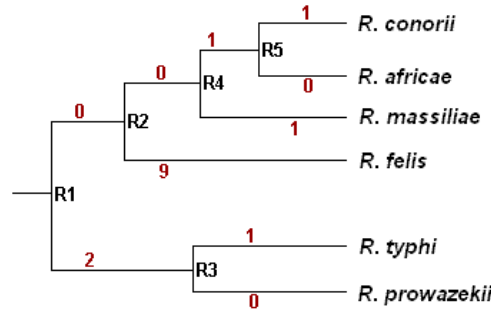 1
R. conorii
1
R5
0
R. africae
0
R4
0
R2
1
R. massiliae
9
R. felis
R1
1
R. typhi
2
R3
0
R. prowazekii